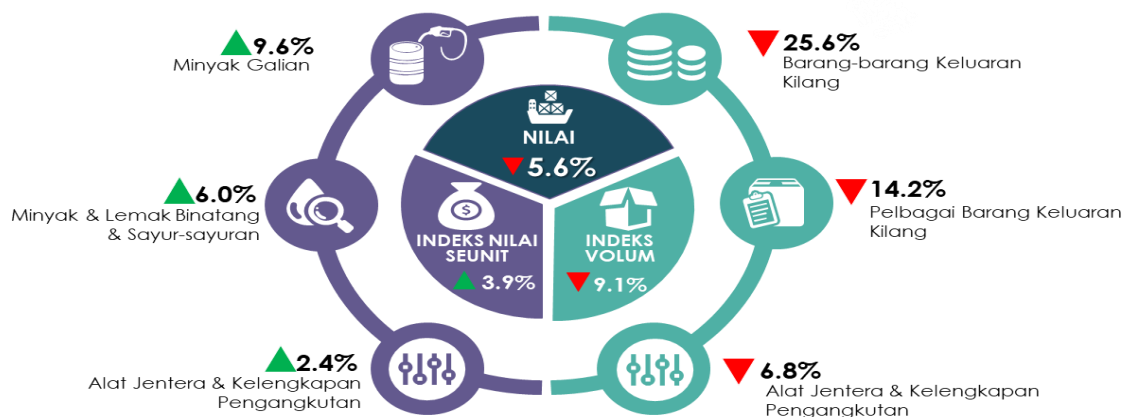 ▲9.6%
Minyak Galian
▲6.0%
Minyak & Lemak Binatang
& Sayur-sayuran
▲2.4%
Alat Jentera & Kelengkapan
Pengangkutan
NILAI
▼5.6%
$
INDEKS NILAI
SEUNIT
▲3.9%
INDEKS
VOLUM
▼9.1%
▼25.6%
Barang-barang Keluaran
Kilang
▼14.2%
Pelbagai Barang Keluaran
Kilang
▼6.8%
Alat Jentera & Kelengkapan
Pengangkutan